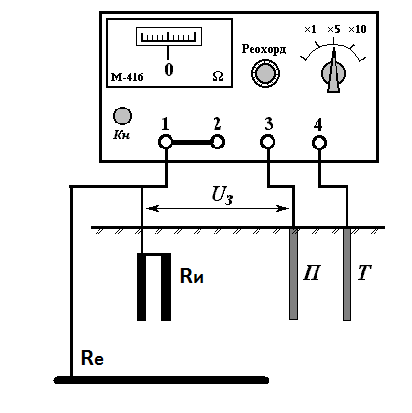 ×1 ×5 ×10
Реохорд
0
М-416 Ω
Кн
1 2 3 4
Uз
Rи
П Т
Re